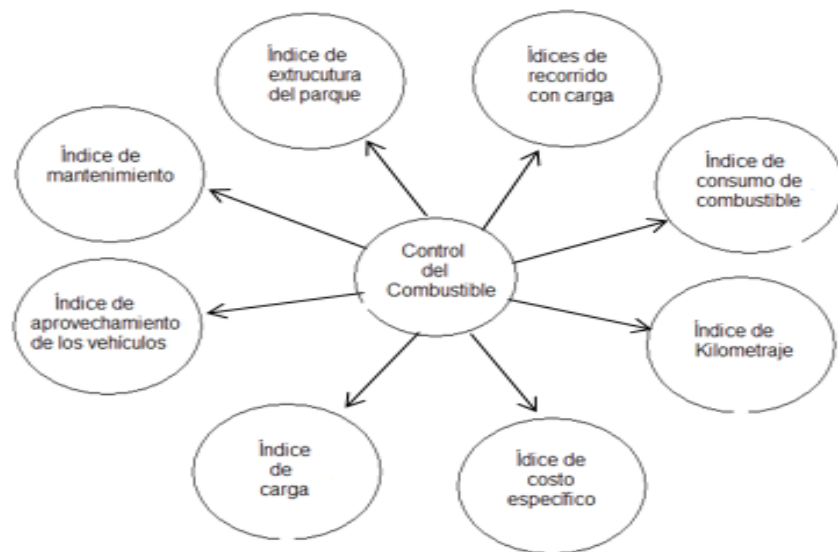 Índice de
extrucutura
del parque
Ídices de
recorrido
con carga
Índice de
mantenimiento
Índice de
consumo de
combustible
Control
del
Combustible
Índice de
aprovechamiento
de los vehículos
Índice de
Kilometraje
Índice
de
carga
Ídice de
costo
específico